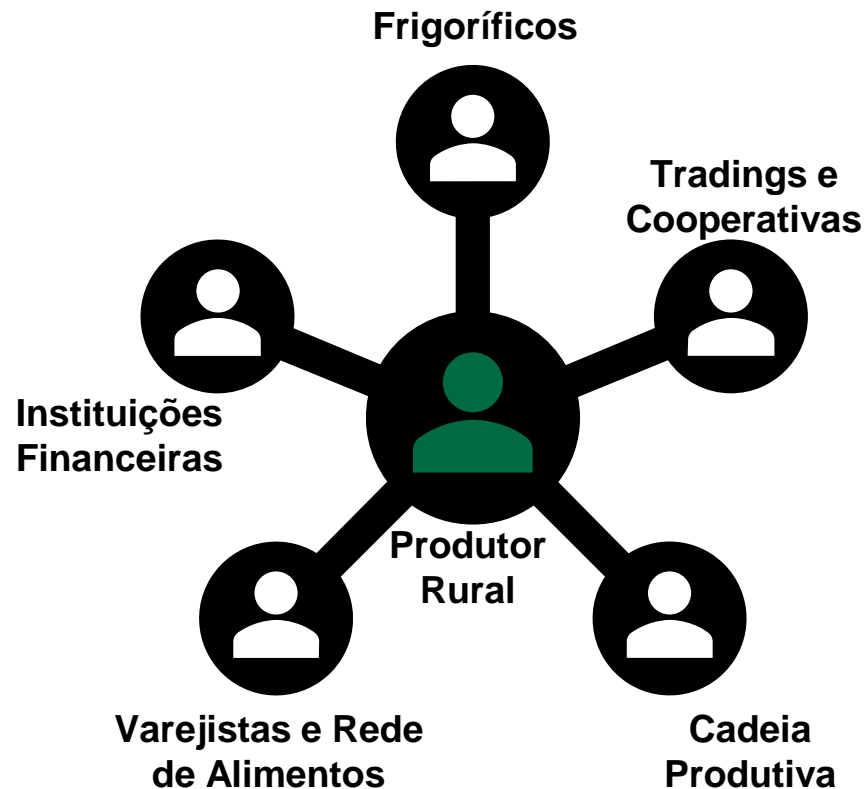 Frigoríficos
Tradings e
Cooperativas
Instituições
Financeiras
Produtor
Rural
Varejistas e Rede
de Alimentos
Cadeia
Produtiva